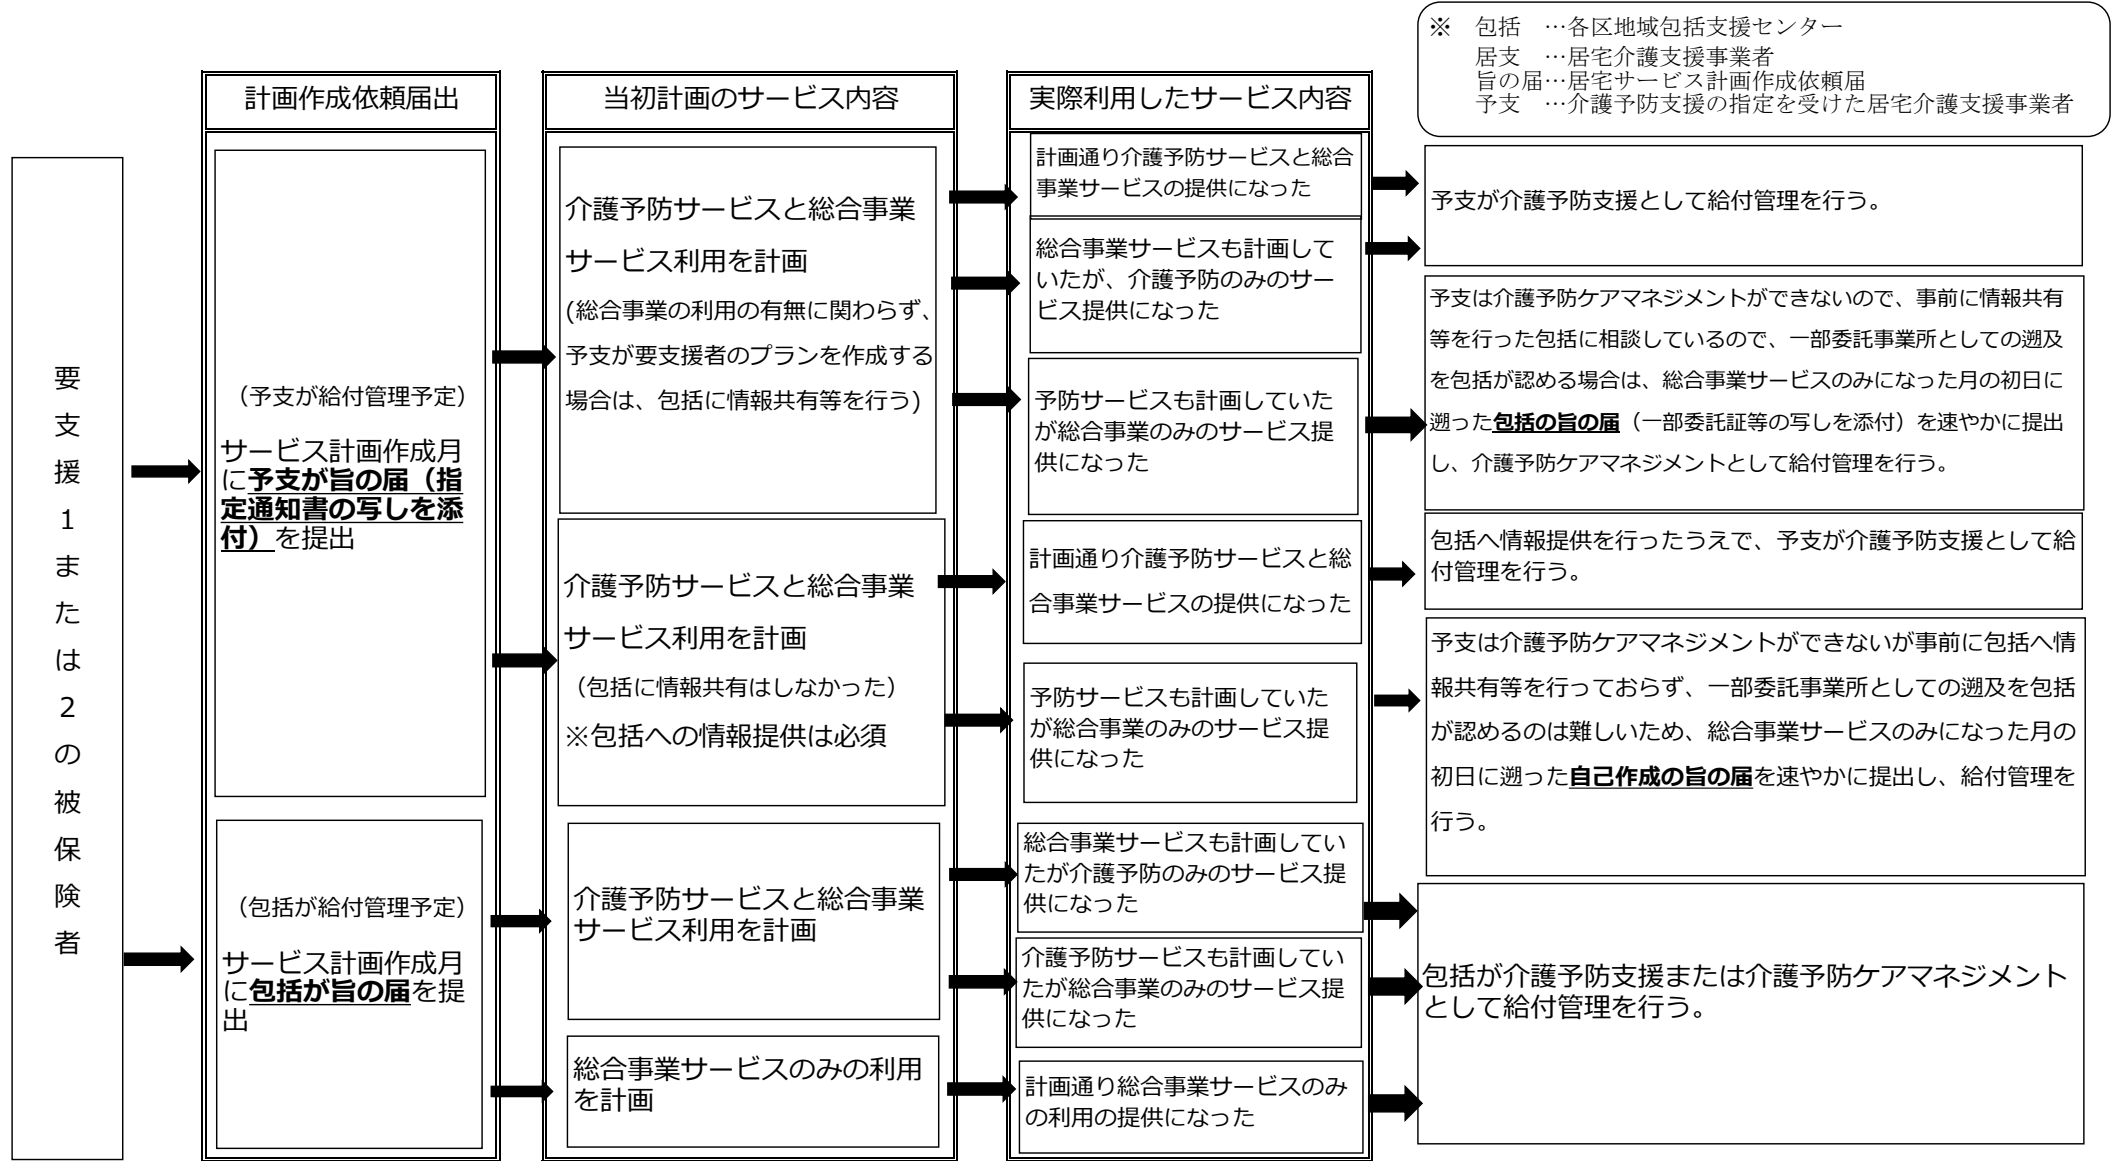 ※　包括　…各区地域包括支援センター
居支　…居宅介護支援事業者
旨の届…居宅サービス計画作成依頼届
予支　…介護予防支援の指定を受けた居宅介護支援事業者
計画作成依頼届出
当初計画のサービス内容
実際利用したサービス内容
要支援1または2の被保険者
（予支が給付管理予定）
サービス計画作成月
に予支が旨の届（指
定通知書の写しを添
付）を提出
（包括が給付管理予定）
サービス計画作成月
に包括が旨の届を提
出
介護予防サービスと総合事業
サービス利用を計画
(総合事業の利用の有無に関わらず、
予支が要支援者のプランを作成する
場合は、包括に情報共有等を行う)
介護予防サービスと総合事業
サービス利用を計画
（包括に情報共有はしなかった）
※包括への情報提供は必須
介護予防サービスと総合事業
サービス利用を計画
総合事業サービスのみの利用
を計画
計画通り介護予防サービスと総合
事業サービスの提供になった
総合事業サービスも計画して
いたが、介護予防のみのサー
ビス提供になった
予防サービスも計画していた
が総合事業のみのサービス提
供になった
計画通り介護予防サービスと総
合事業サービスの提供になった
予防サービスも計画していた
が総合事業のみのサービス提
供になった
総合事業サービスも計画してい
たが介護予防のみのサービス提
供になった
介護予防サービスも計画してい
たが総合事業のみのサービス提
供になった
計画通り総合事業サービスのみ
の利用の提供になった
予支が介護予防支援として給付管理を行う。
予支は介護予防ケアマネジメントができないので、事前に情報共有
等を行った包括に相談しているので、一部委託事業所としての遡及
を包括が認める場合は、総合事業サービスのみになった月の初日に
遡った包括の旨の届（一部委託証等の写しを添付）を速やかに提出
し、介護予防ケアマネジメントとして給付管理を行う。
包括へ情報提供を行ったうえで、予支が介護予防支援として給
付管理を行う。
予支は介護予防ケアマネジメントができないが事前に包括へ情
報共有等を行っておらず、一部委託事業所としての遡及を包括
が認めるのは難しいため、総合事業サービスのみになった月の
初日に遡った自己作成の旨の届を速やかに提出し、給付管理を
行う。
包括が介護予防支援または介護予防ケアマネジメント
として給付管理を行う。